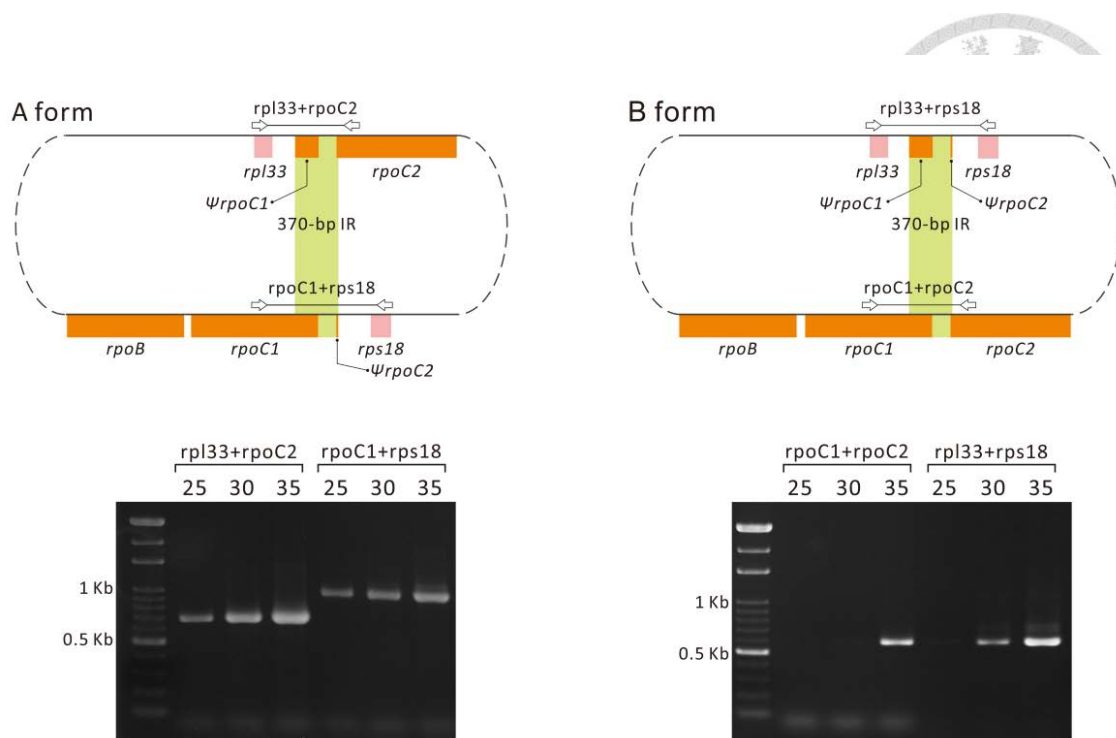 A form
rpl33+rpoC2
rpl33
rpoC2
ΨrpoC1
370-bp IR
rpoC1+rps18
rpoB
rpoC1
rps18
ΨrpoC2
B form
rpl33+rps18
rpl33
rps18
ΨrpoC1
ΨrpoC2
370-bp IR
rpoC1+rpoC2
rpoB
rpoC1
rpoC2
rpl33+rpoC2 rpoC1+rps18
25 30 35 25 30 35
1 Kb
0.5 Kb
rpoC1+rpoC2 rpl33+rps18
25 30 35 25 30 35
1 Kb
0.5 Kb